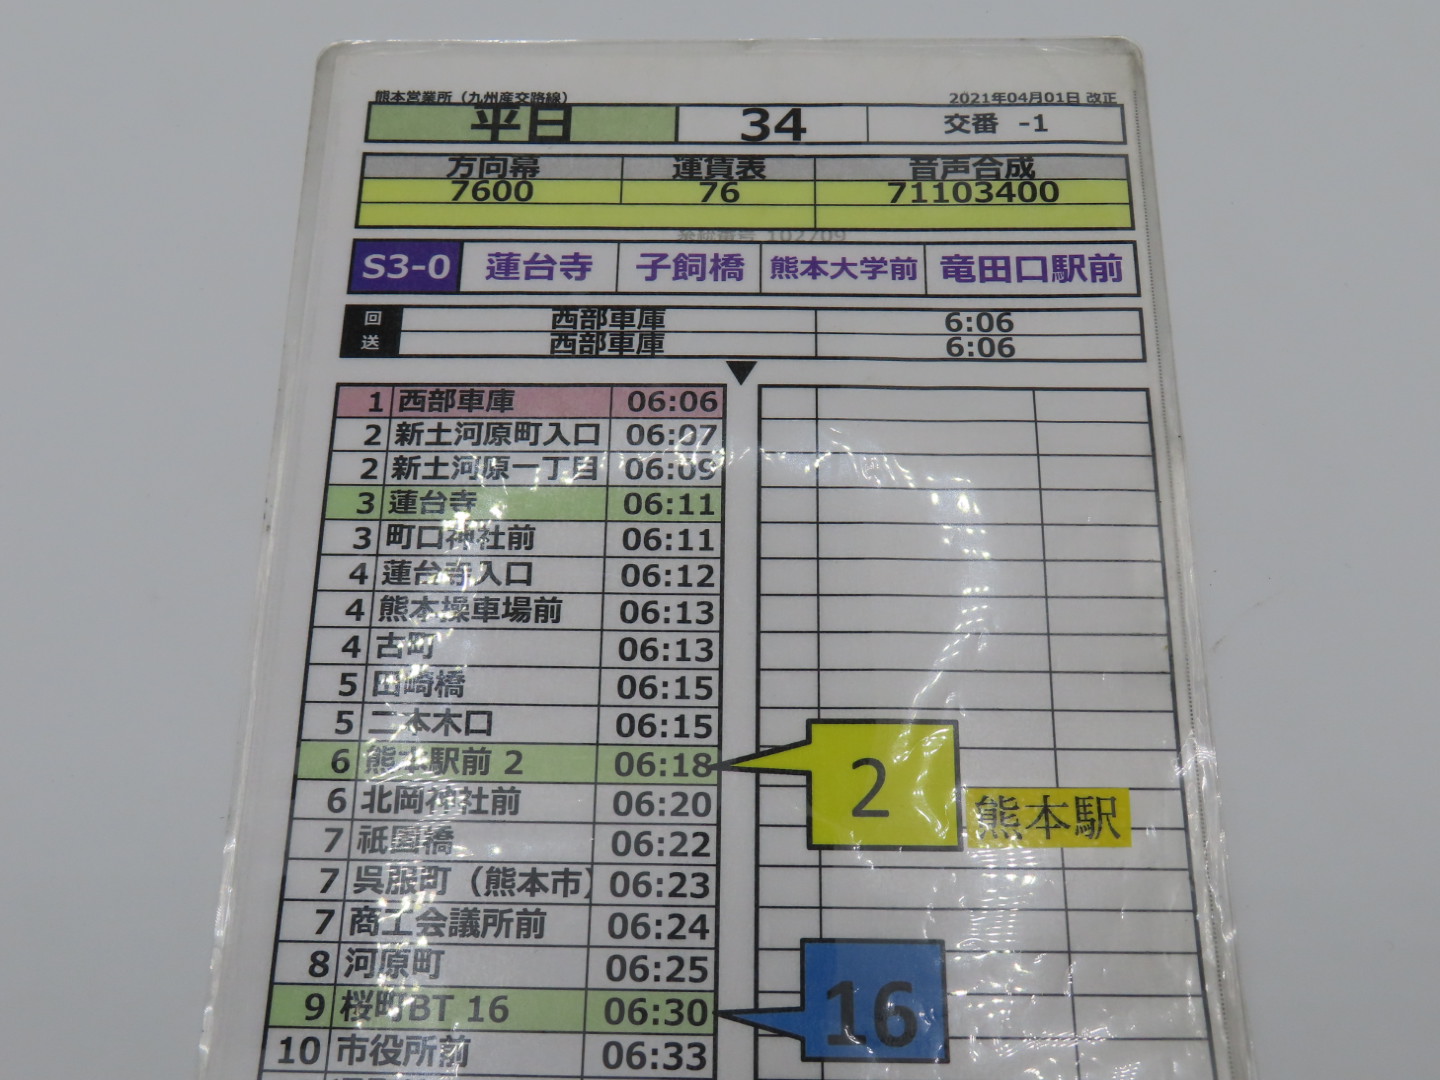 熊本営業所（九州産交路線） 2021年04月01日 改正
平日 34 交番 -1
方向幕 運賃表 音声合成
7600 76 71103400
系統番号 102709
S3-0 蓮台寺 子飼橋 熊本大学前 竜田口駅前
回送 西部車庫 6:06
西部車庫 6:06
1 西部車庫 06:06
2 新土河原町入口 06:07
2 新土河原一丁目 06:09
3 蓮台寺 06:11
3 町口神社前 06:11
4 蓮台寺入口 06:12
4 熊本操車場前 06:13
4 古町 06:13
5 田崎橋 06:15
5 二本木口 06:15
6 熊本駅前 2 06:18
2 熊本駅
6 北岡神社前 06:20
7 祇園橋 06:22
7 呉服町（熊本市） 06:23
7 商工会議所前 06:24
8 河原町 06:25
9 桜町BT 16 06:30
16
10 市役所前 06:33